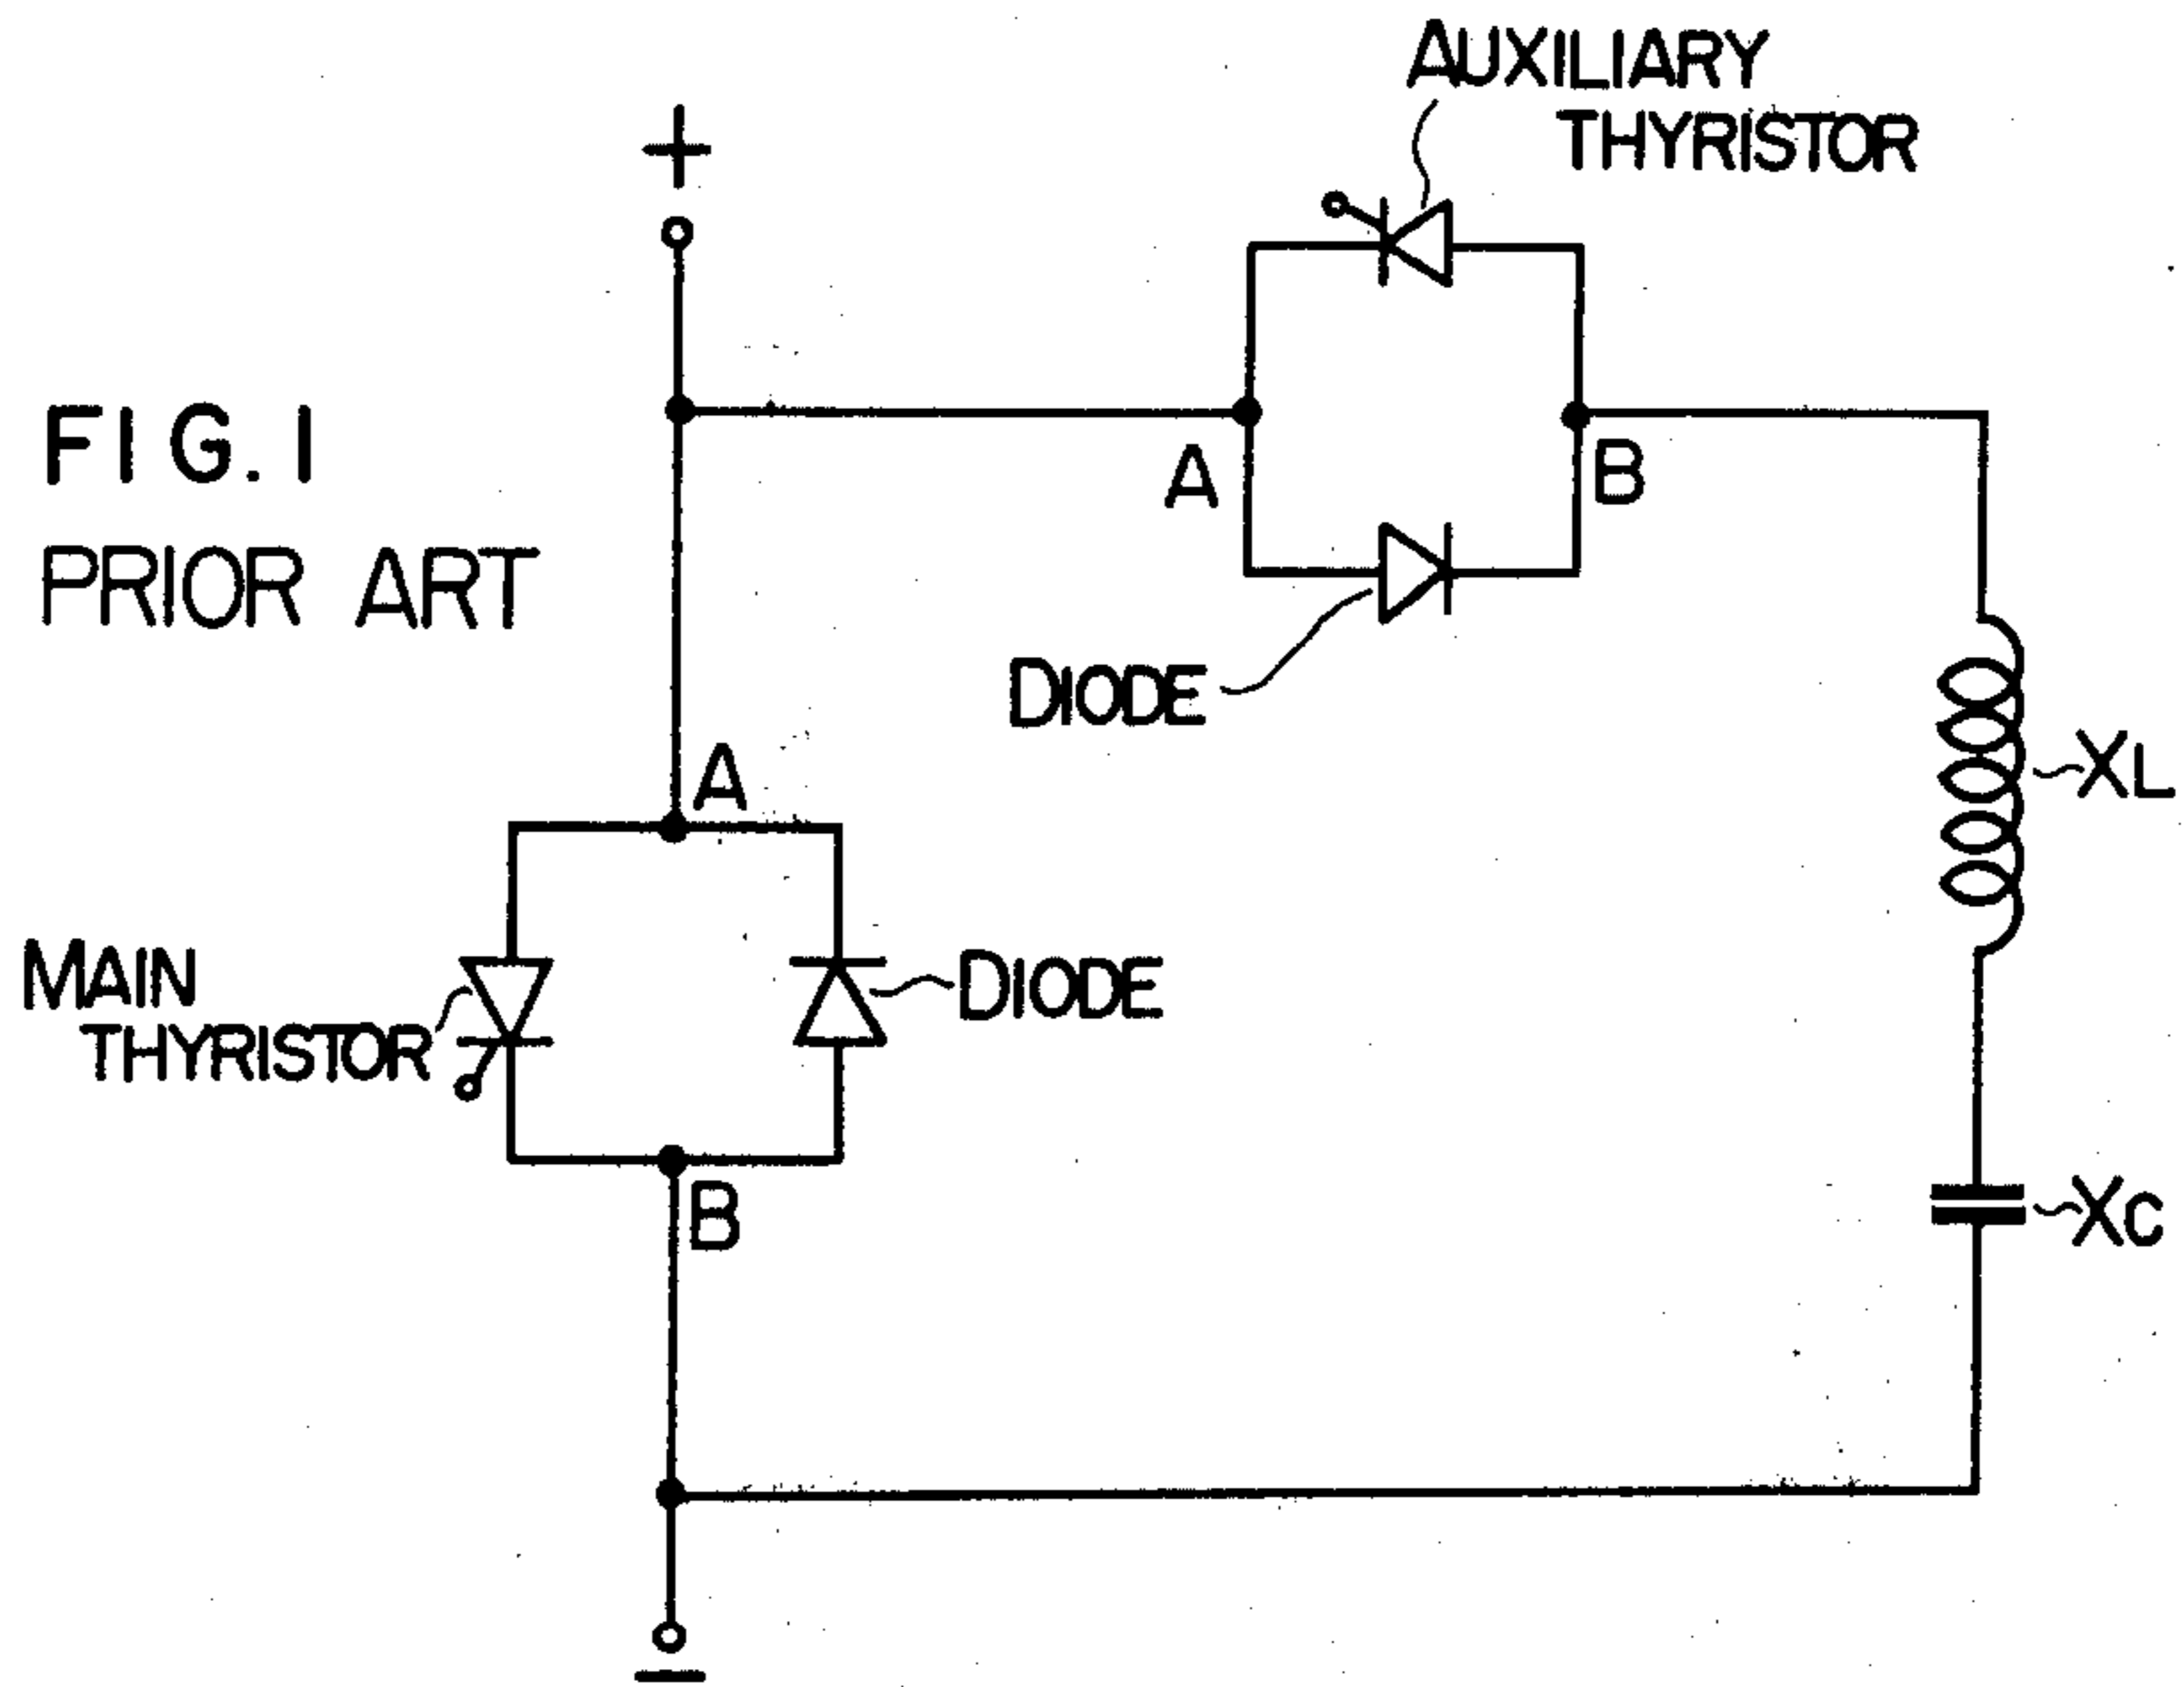 AUXILIARY
THYRISTOR
+
FIG. 1
PRIOR ART
A
B
DIODE
XL
A
MAIN
THYRISTOR
DIODE
B
XC
−